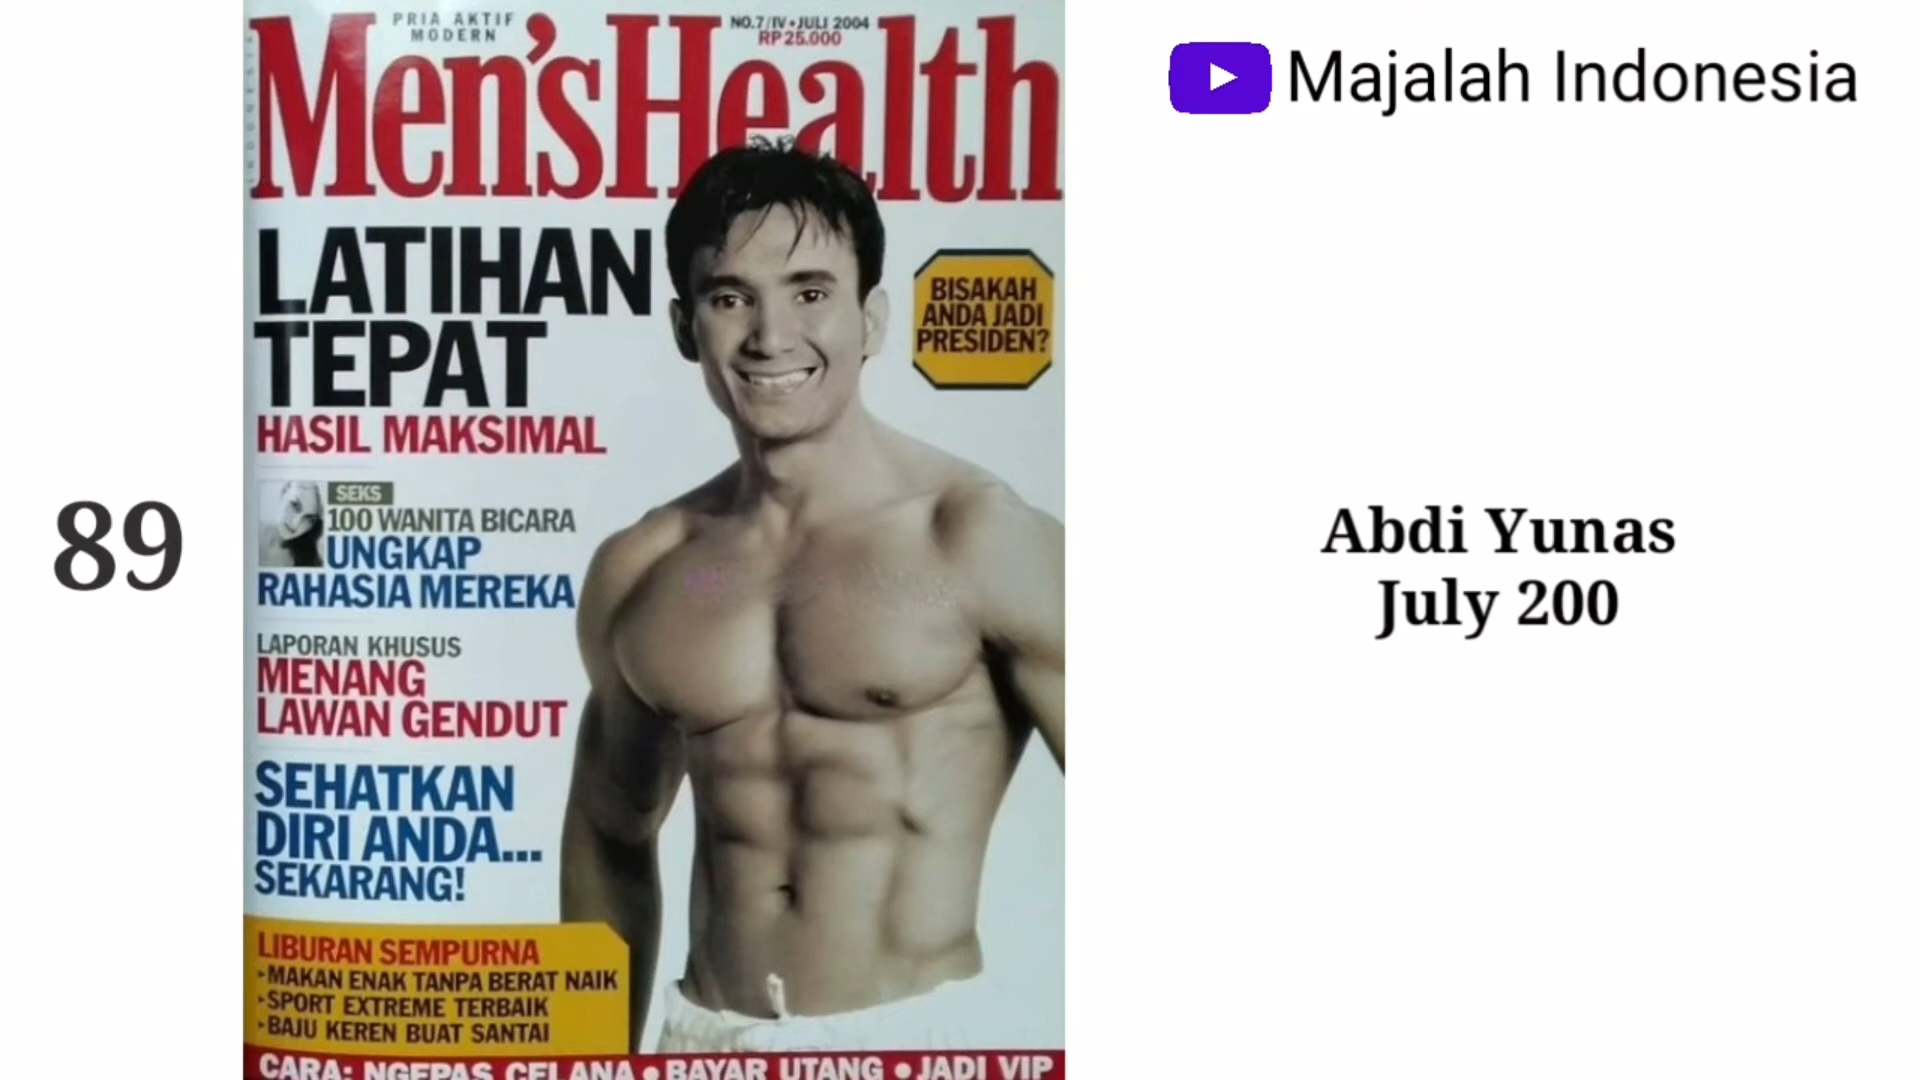 89
INDONESIA
PRIA AKTIF
MODERN
NO.7/IV•JULI 2004
RP 25.000
Men'sHealth
LATIHAN
TEPAT
HASIL MAKSIMAL
BISAKAH
ANDA JADI
PRESIDEN?
SEKS
100 WANITA BICARA
UNGKAP
RAHASIA MEREKA
LAPORAN KHUSUS
MENANG
LAWAN GENDUT
SEHATKAN
DIRI ANDA...
SEKARANG!
LIBURAN SEMPURNA
MAKAN ENAK TANPA BERAT NAIK
SPORT EXTREME TERBAIK
BAJU KEREN BUAT SANTAI
CARA: NGEPAS CELANA • BAYAR UTANG • JADI VIP
Majalah Indonesia
Abdi Yunas
July 200